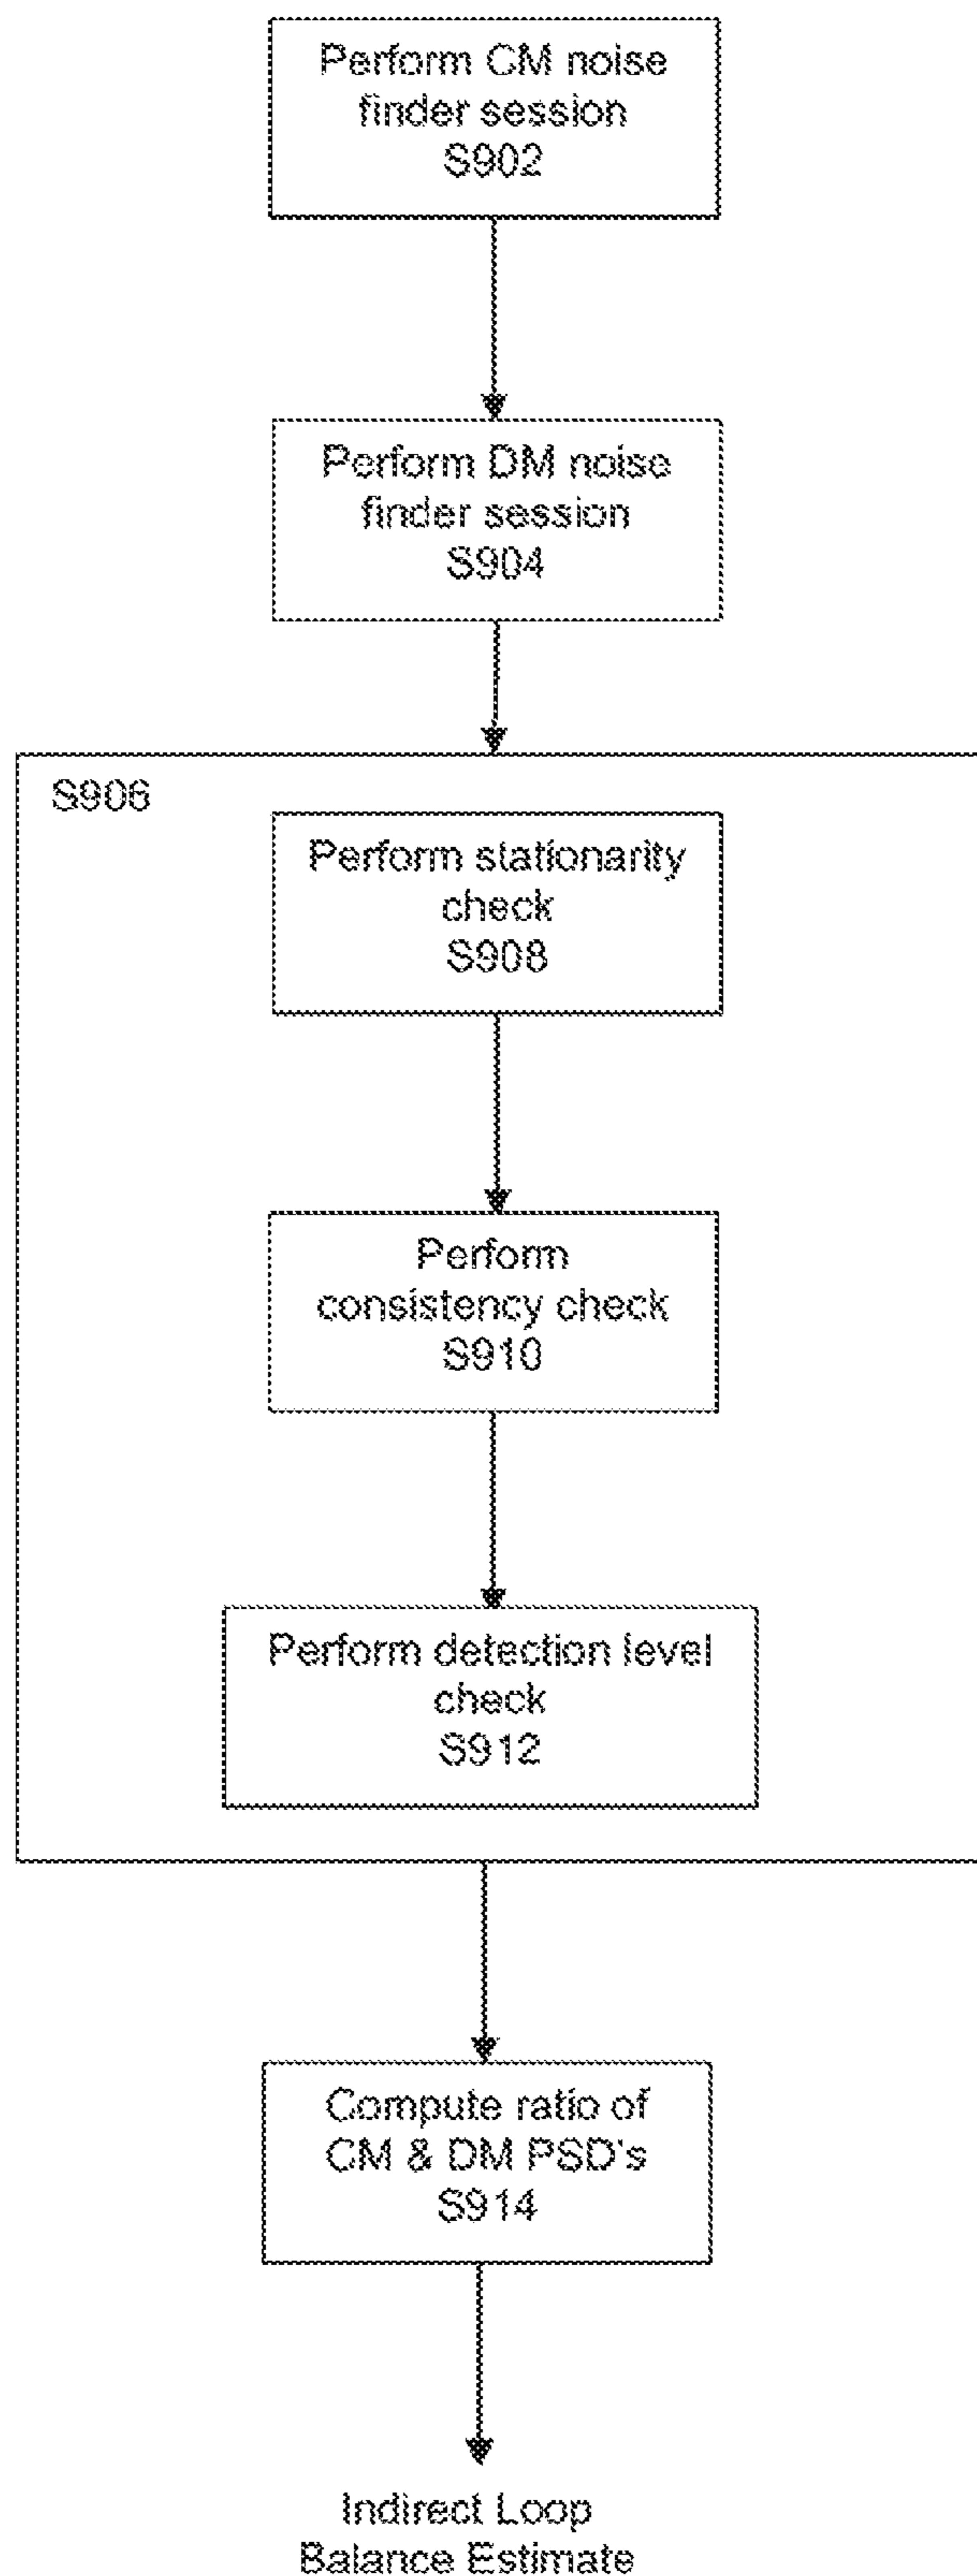 Perform CM noise
finder session
S902
Perform DM noise
finder session
S904
S906
Perform stationarity
check
S908
Perform
consistency check
S910
Perform detection level
check
S912
Compute ratio of
CM & DM PSD's
S914
Indirect Loop
Balance Estimate